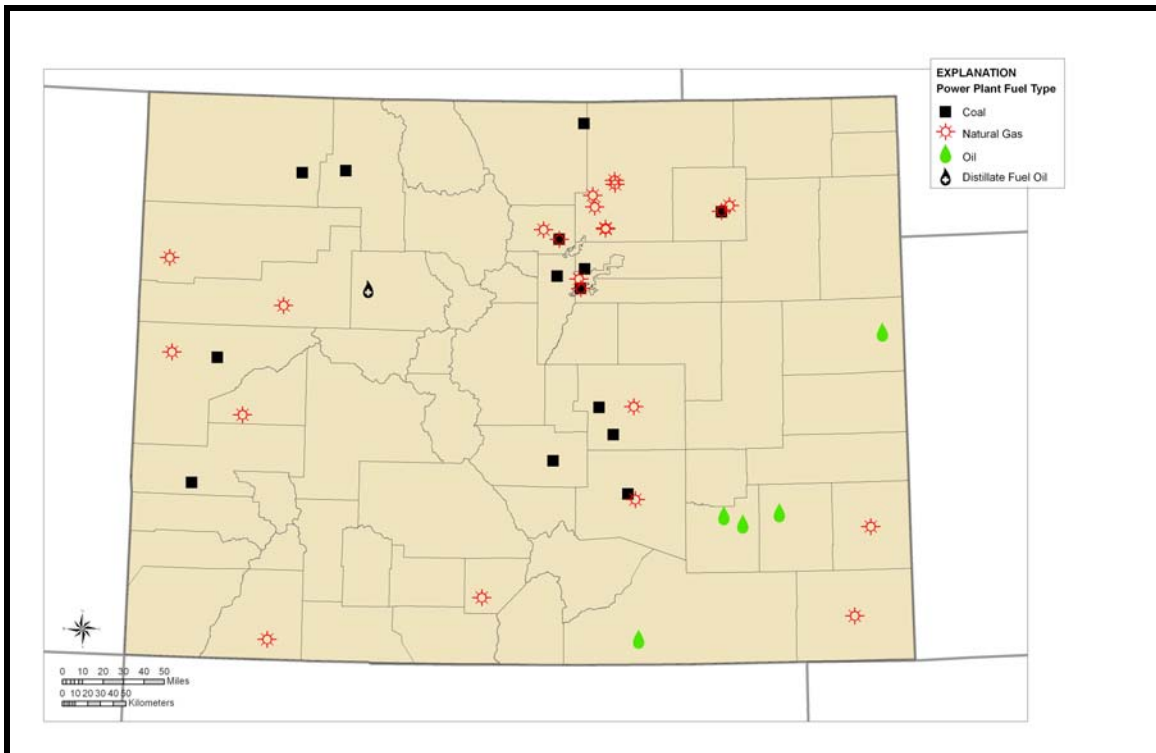 EXPLANATION
Power Plant Fuel Type
Coal
Natural Gas
Oil
Distillate Fuel Oil
0 10 20 30 40 50
Miles
0 10 20 30 40 50
Kilometers